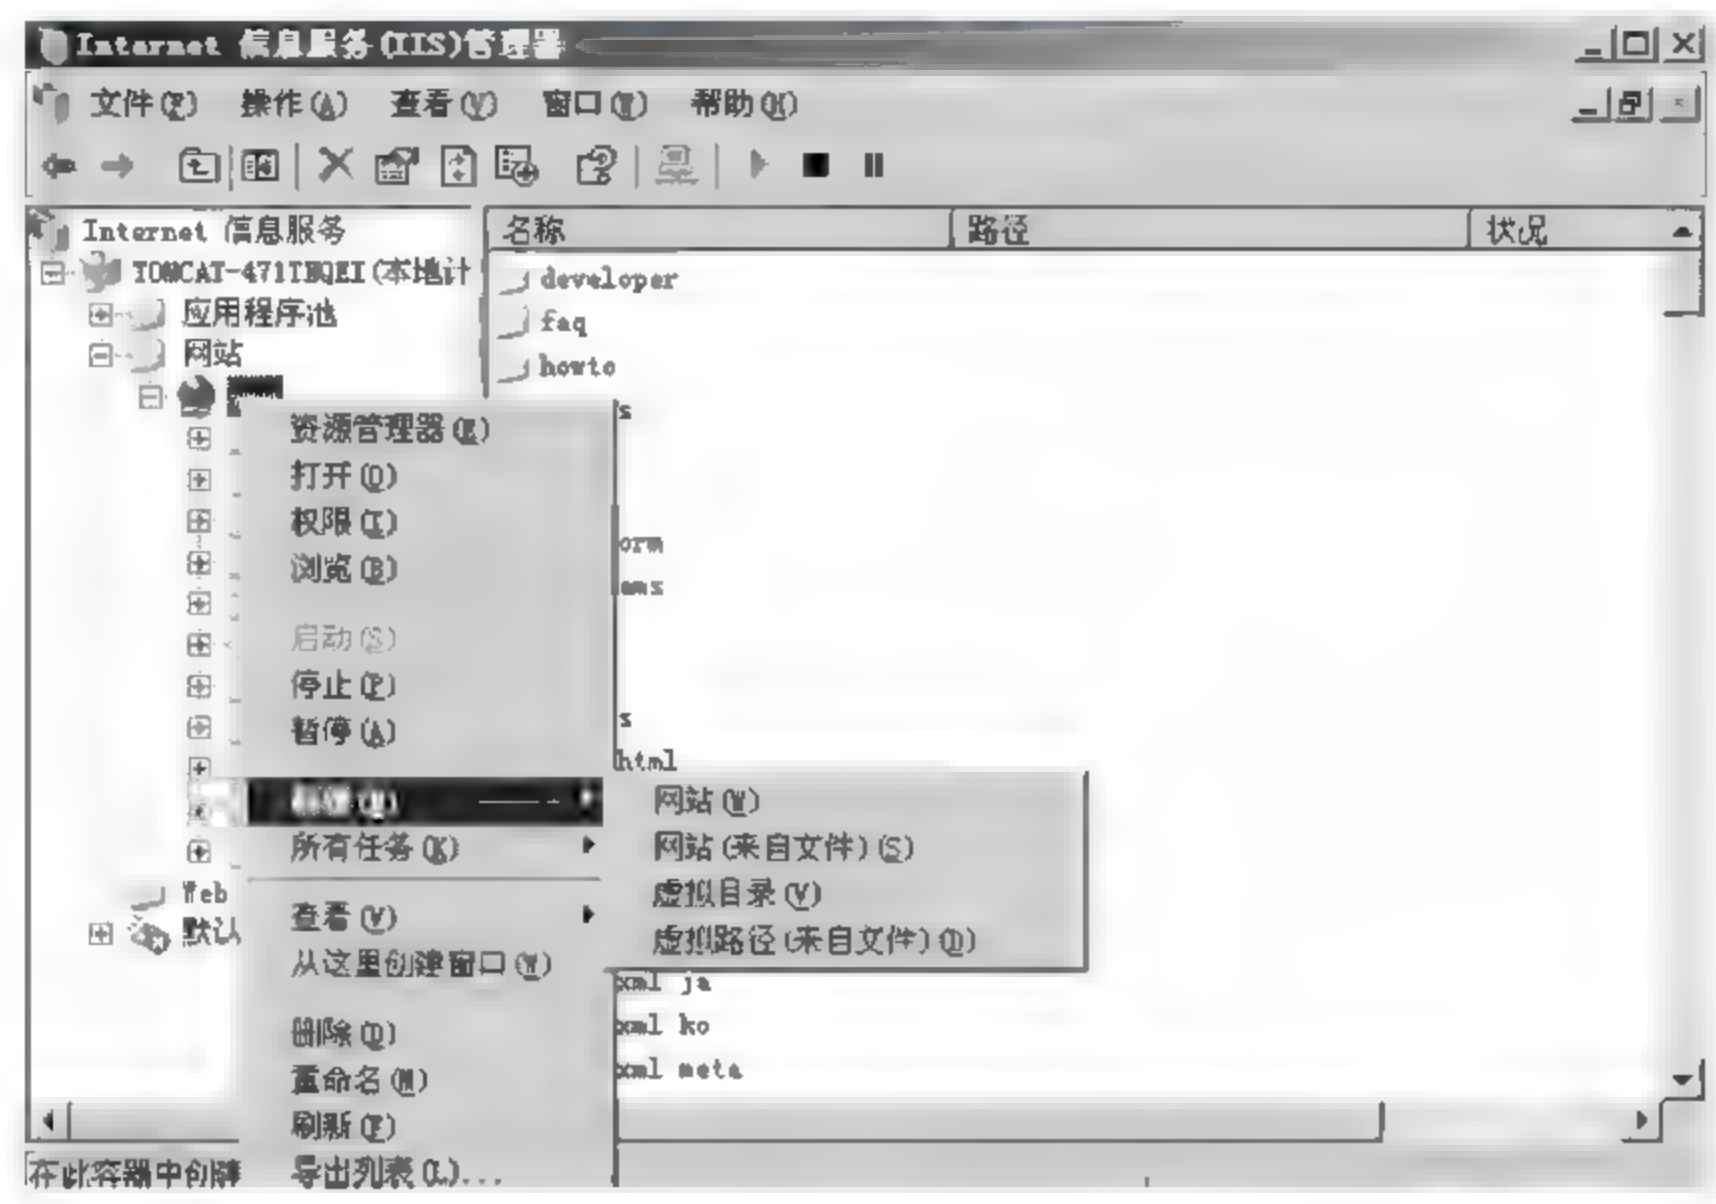 Internet 信息服务(IIS)管理器
文件(F) 操作(A) 查看(V) 窗口(W) 帮助(H)
Internet 信息服务
名称 路径 状况
(本地计
developer
应用程序池
faq
网站
howto
资源管理器(E)
s
打开(O)
权限
orm
浏览(B)
ams
启动(S)
停止(P)
s
暂停(A)
html
网站(W)
所有任务(K)
网站(来自文件)(S)
Web
虚拟目录(V)
查看(V)
默认
虚拟路径(来自文件)(D)
从这里创建窗口(W)
xml ja
删除(D)
xml ko
重命名(M)
xml meta
刷新(F)
在此容器中创建
导出列表(L)...